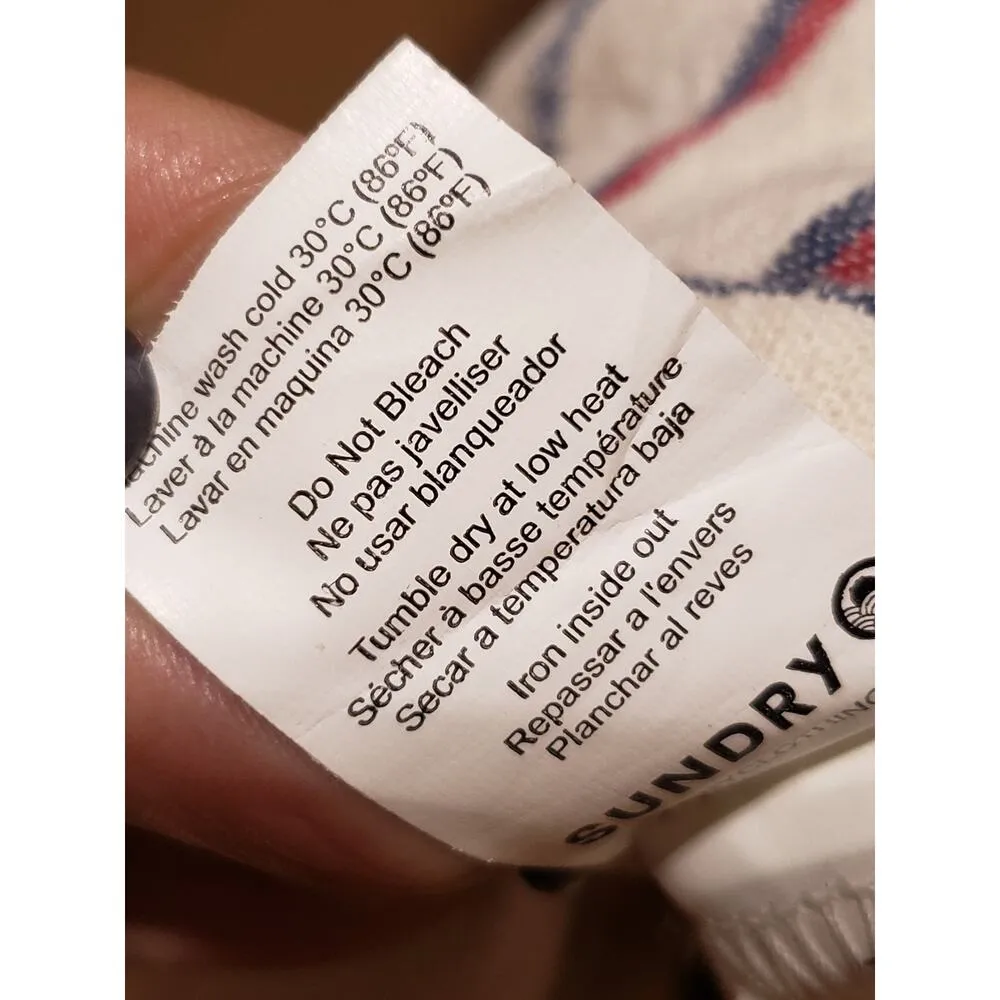 achine wash cold 30°C (86°F)
Laver à la machine 30°C (86°F)
Lavar en maquina 30°C (86°F)
Do Not Bleach
Ne pas javelliser
No usar blanqueador
Tumble dry at low heat
Sécher à basse température
Secar a temperatura baja
Iron inside out
Repassar a l'envers
Planchar al reves
SUNDRY
CLOTHING